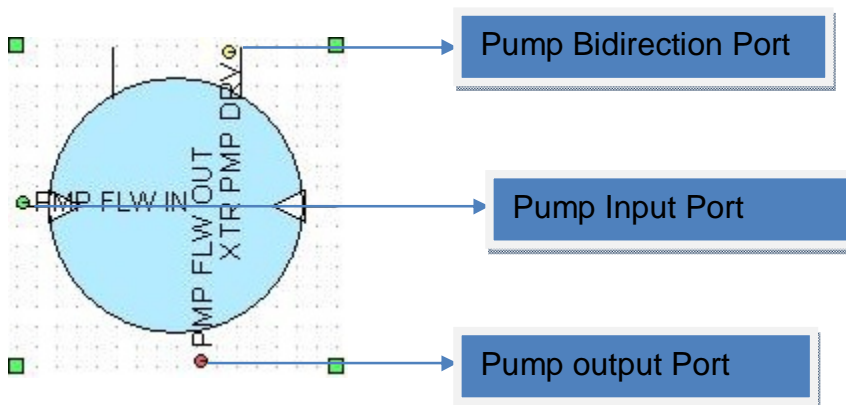 Pump Bidirection Port
XTR PMP DRV
PMP FLW OUT
PMP FLW IN
Pump Input Port
Pump output Port